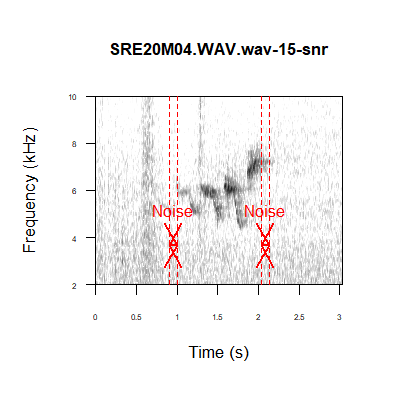 SRE20M04.WAV.wav-15-snr
Frequency (kHz)
10
8
6
4
2
Noise Noise
0 0.5 1 1.5 2 2.5 3
Time (s)